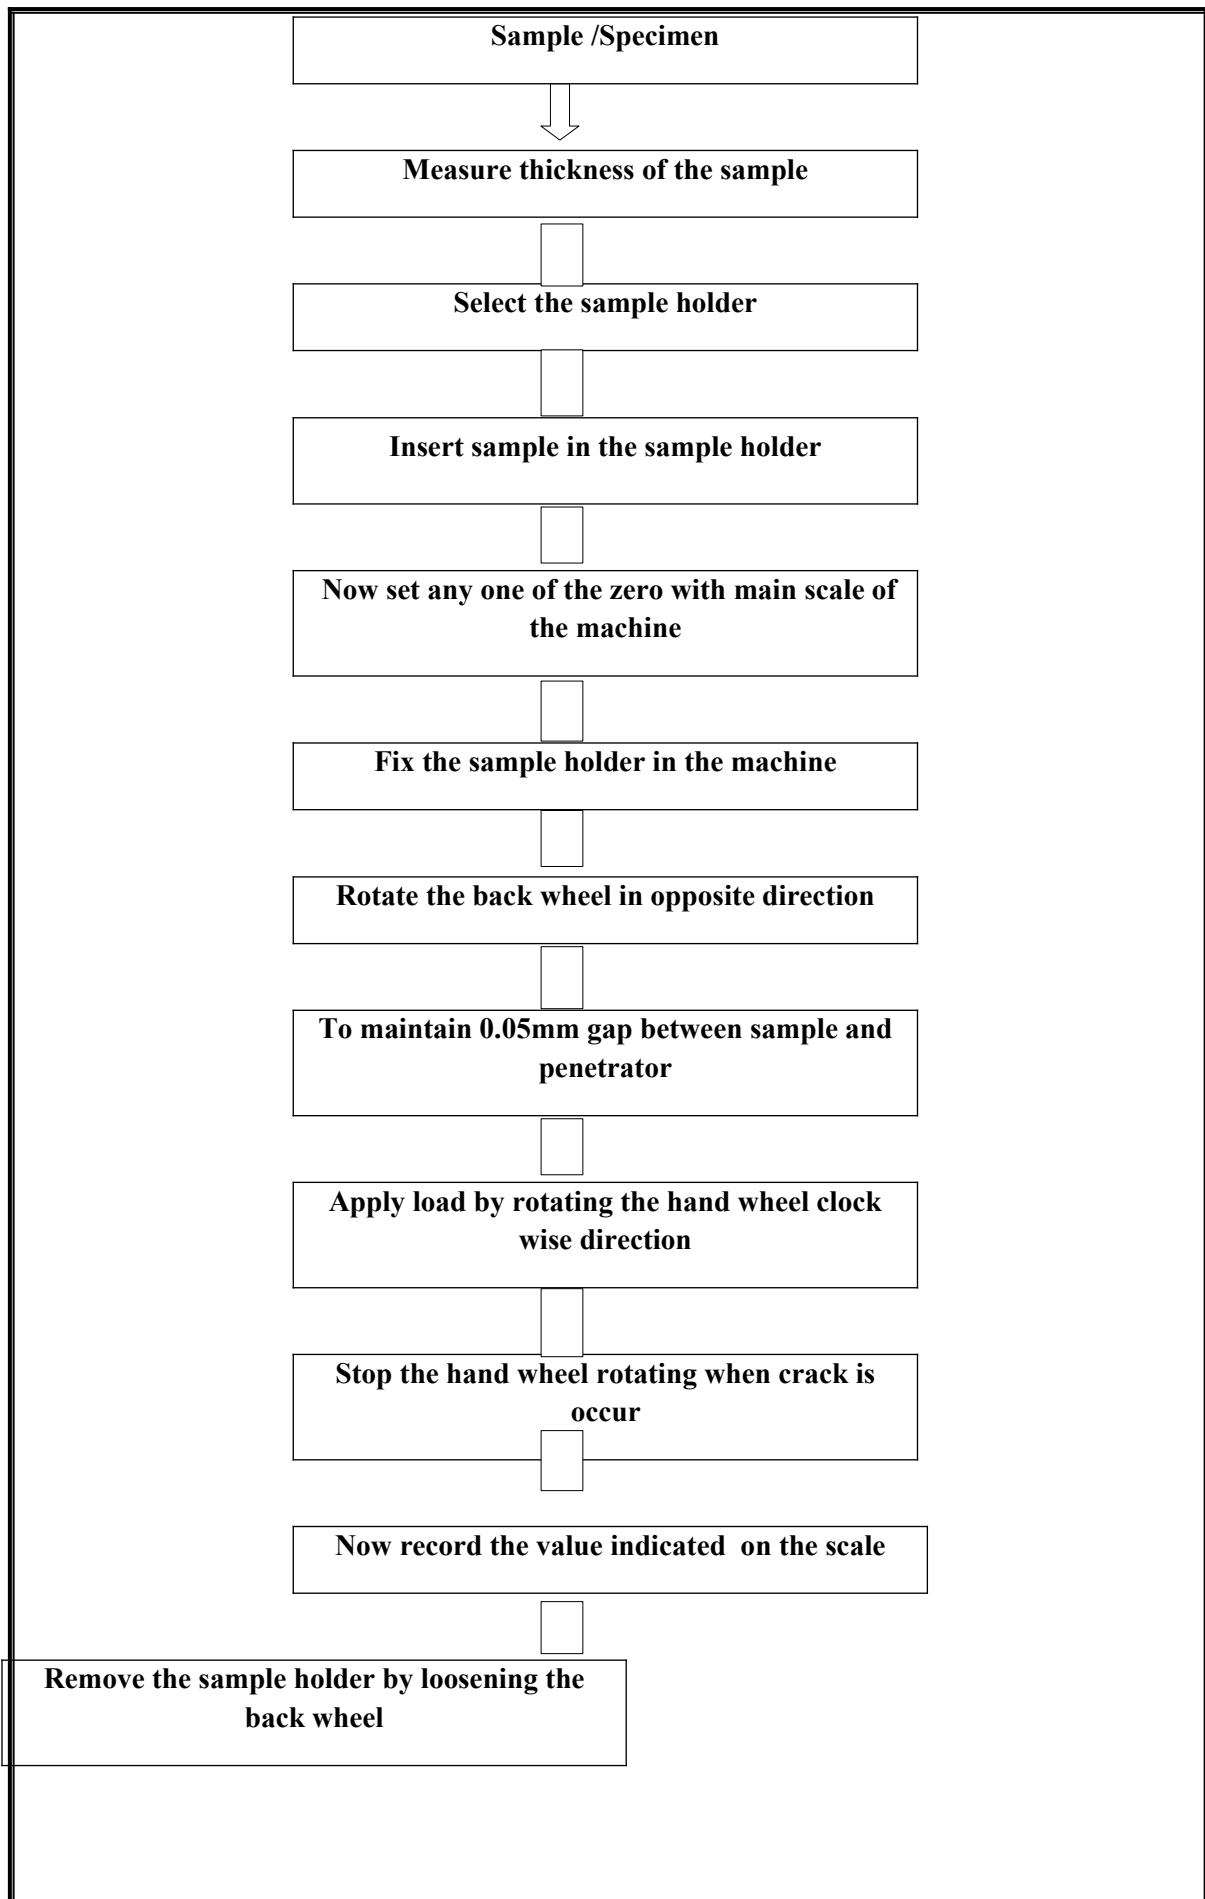 Sample /Specimen
Measure thickness of the sample
Select the sample holder
Insert sample in the sample holder
Now set any one of the zero with main scale of
the machine
Fix the sample holder in the machine
Rotate the back wheel in opposite direction
To maintain 0.05mm gap between sample and
penetrator
Apply load by rotating the hand wheel clock
wise direction
Stop the hand wheel rotating when crack is
occur
Now record the value indicated  on the scale
Remove the sample holder by loosening the
back wheel